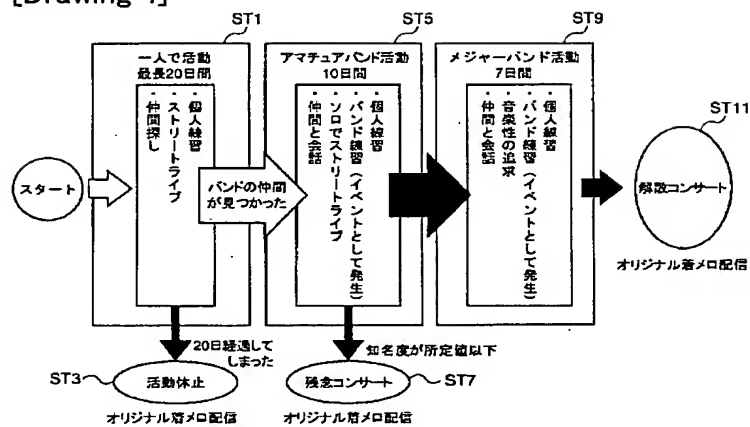 [Drawing 4]
ST1
ST5
ST9
ST11
一人で活動
最長20日間
・個人練習
・ストリートライブ
・仲間探し
アマチュアバンド活動
10日間
・個人練習
・バンド練習(イベントとして発生)
・ソロでストリートライブ
・仲間と会話
メジャーバンド活動
7日間
・個人練習
・バンド練習(イベントとして発生)
・音楽性の追求
・仲間と会話
スタート
バンドの仲間
が見つかった
解散コンサート
オリジナル着メロ配信
20日経過して
しまった
知名度が所定値以下
ST3
活動休止
残念コンサート
ST7
オリジナル着メロ配信
オリジナル着メロ配信